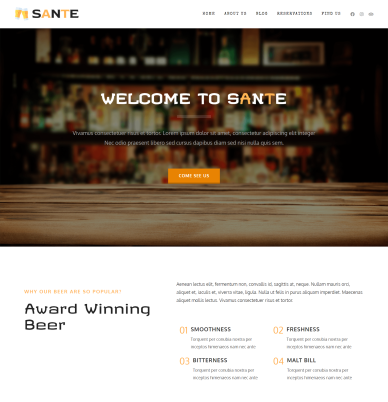 SANTE
HOME ABOUT US BLOG RESERVATIONS FIND US
WELCOME TO SANTE
Vivamus consectetuer risus et tortor. Lorem ipsum dolor sit amet, consectetur adipiscing elit. Integer
Nec odio praesent libero sed cursus dapibus diam sed nisi nulla quis sem.
COME SEE US
WHY OUR BEER ARE SO POPULAR?
Award Winning
Beer
Aenean lectus elit, fermentum non, convallis id, sagittis at, neque. Nullam mauris orci,
aliquet et, iaculis et, viverra vitae, ligula. Nulla ut felis in purus aliquam imperdiet. Maecenas
aliquet mollis lectus. Vivamus consectetuer risus et tortor.
01 SMOOTHNESS
Torquent per conubia nostra per
inceptos himenaeos nam nec ante
02 FRESHNESS
Torquent per conubia nostra per
inceptos himenaeos nam nec ante
03 BITTERNESS
Torquent per conubia nostra per
inceptos himenaeos nam nec ante
04 MALT BILL
Torquent per conubia nostra per
inceptos himenaeos nam nec ante